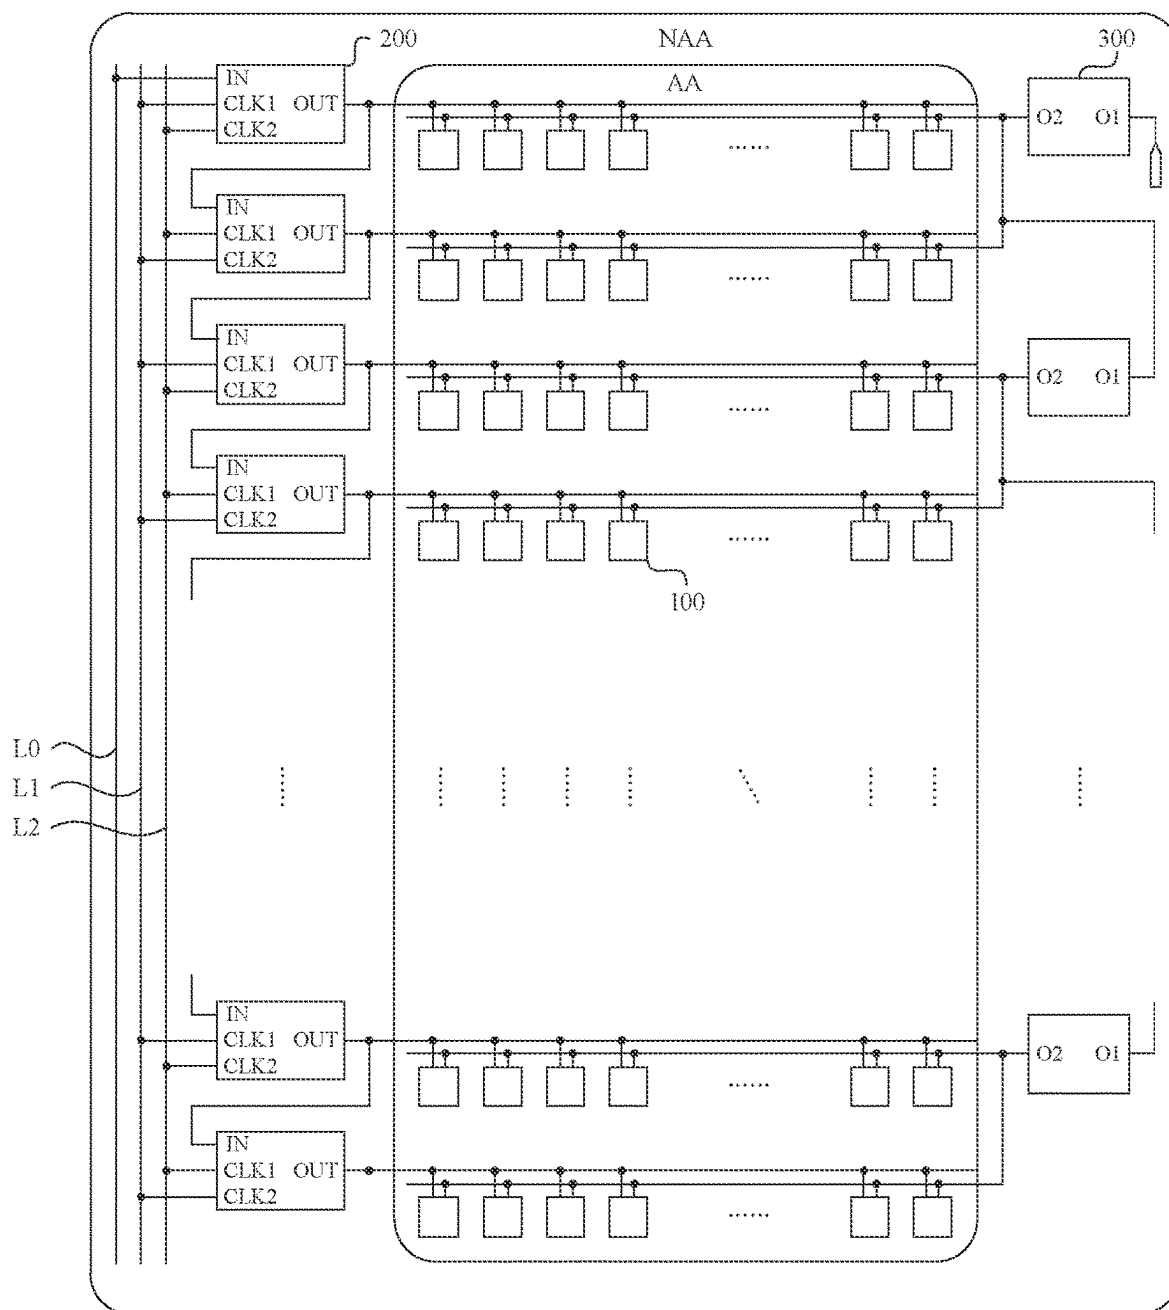 200
NAA
300
AA
IN
CLK1 OUT
CLK2
O2 O1
IN
CLK1 OUT
CLK2
IN
CLK1 OUT
CLK2
O2 O1
IN
CLK1 OUT
CLK2
100
L0
L1
L2
IN
CLK1 OUT
CLK2
O2 O1
IN
CLK1 OUT
CLK2